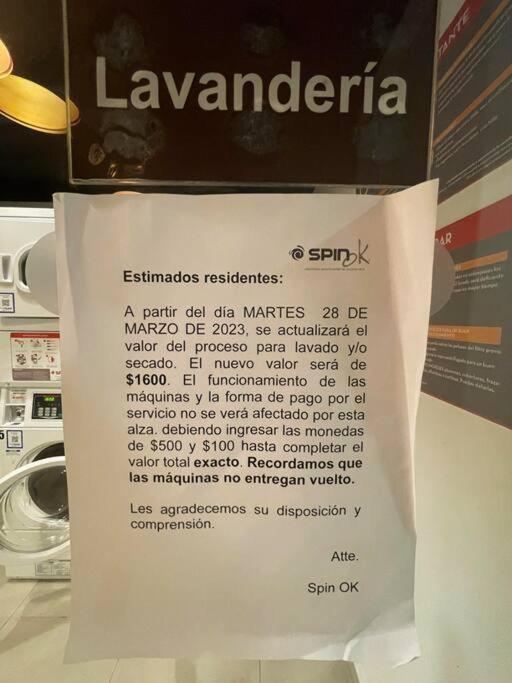 Lavandería
SPIN OK
Estimados residentes:
A partir del día MARTES 28 DE
MARZO DE 2023, se actualizará el
valor del proceso para lavado y/o
secado. El nuevo valor será de
$1600. El funcionamiento de las
máquinas y la forma de pago por el
servicio no se verá afectado por esta
alza. debiendo ingresar las monedas
de $500 y $100 hasta completar el
valor total exacto. Recordamos que
las máquinas no entregan vuelto.
Les agradecemos su disposición y
comprensión.
Atte.
Spin OK
TANTE